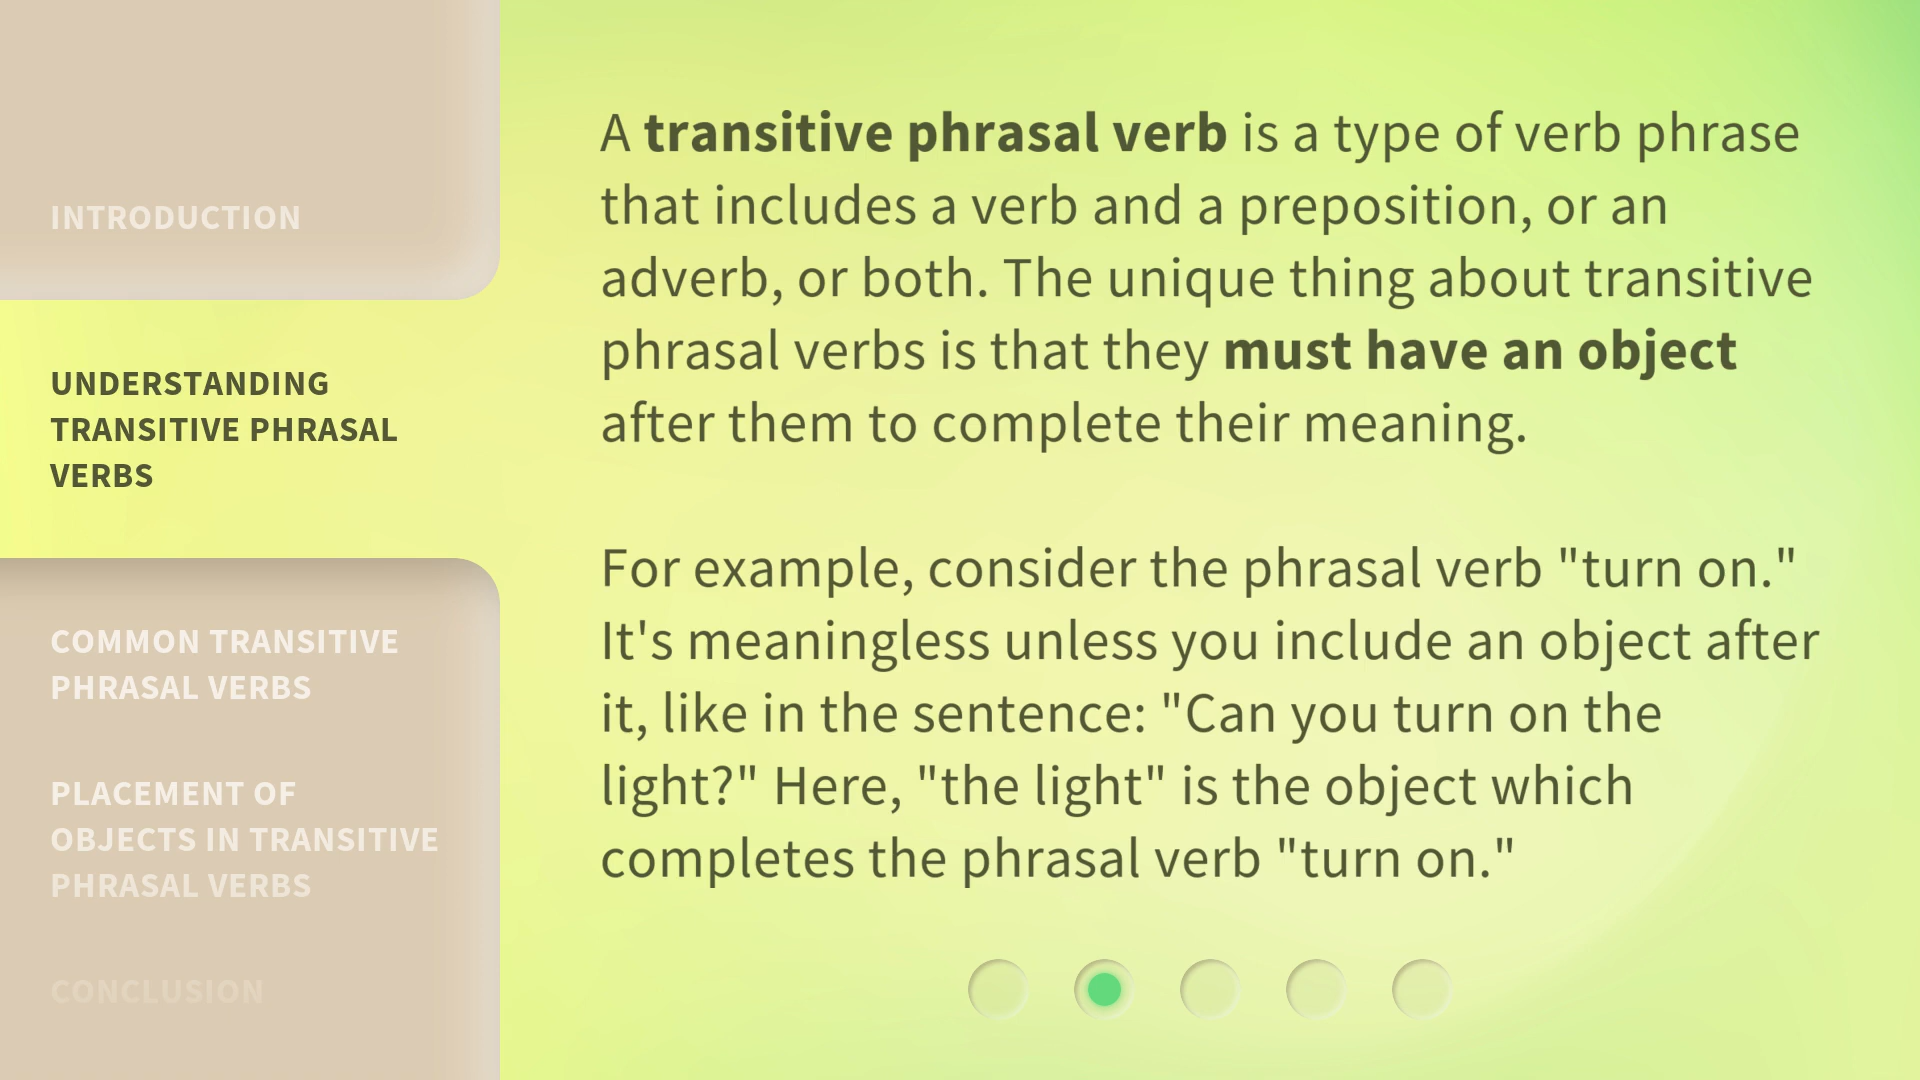 INTRODUCTION
UNDERSTANDING
TRANSITIVE PHRASAL
VERBS
COMMON TRANSITIVE
PHRASAL VERBS
PLACEMENT OF
OBJECTS IN TRANSITIVE
PHRASAL VERBS
CONCLUSION
A transitive phrasal verb is a type of verb phrase
that includes a verb and a preposition, or an
adverb, or both. The unique thing about transitive
phrasal verbs is that they must have an object
after them to complete their meaning.
For example, consider the phrasal verb "turn on."
It's meaningless unless you include an object after
it, like in the sentence: "Can you turn on the
light?" Here, "the light" is the object which
completes the phrasal verb "turn on."